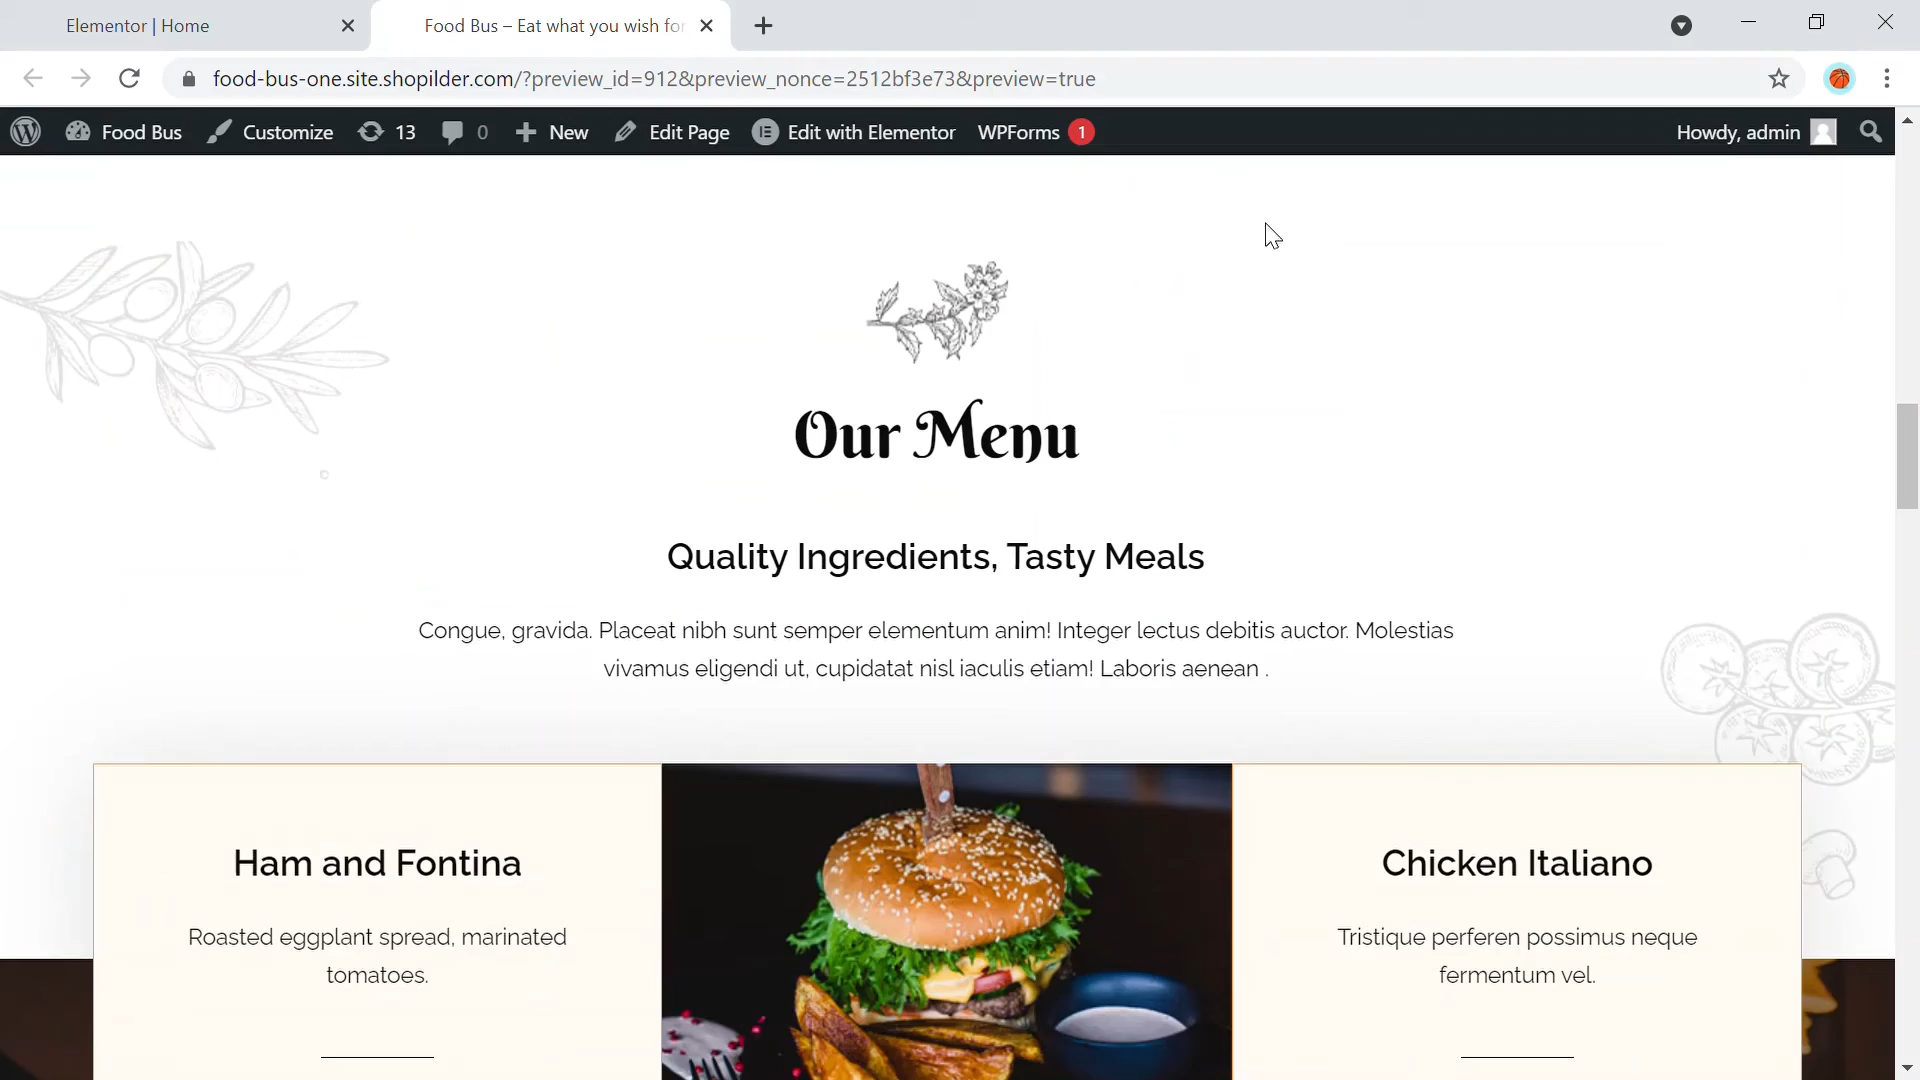 Elementor | Home
Food Bus – Eat what you wish for
food-bus-one.site.shopilder.com/?preview_id=912&preview_nonce=2512bf3e73&preview=true
Food Bus Customize 13 0 New Edit Page Edit with Elementor WPForms 1 Howdy, admin
Our Menu
Quality Ingredients, Tasty Meals
Congue, gravida. Placeat nibh sunt semper elementum anim! Integer lectus debitis auctor. Molestias
vivamus eligendi ut, cupidatat nisl iaculis etiam! Laboris aenean .
Ham and Fontina
Roasted eggplant spread, marinated
tomatoes.
Chicken Italiano
Tristique perferen possimus neque
fermentum vel.